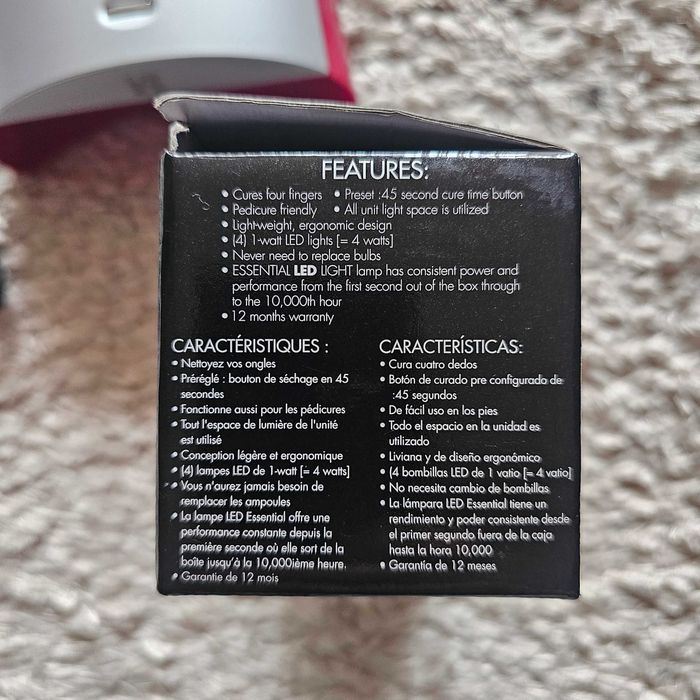 FEATURES:
• Cures four fingers • Preset :45 second cure time button
• Pedicure friendly • All unit light space is utilized
• Light-weight, ergonomic design
• (4) 1-watt LED lights [= 4 watts]
• Never need to replace bulbs
• ESSENTIAL LED LIGHT lamp has consistent power and
performance from the first second out of the box through
to the 10,000th hour
• 12 months warranty
CARACTÉRISTIQUES :
• Nettoyez vos ongles
• Préréglé : bouton de séchage en 45
secondes
• Fonctionne aussi pour les pédicures
• Tout l'espace de lumière de l'unité
est utilisé
• Conception légère et ergonomique
• (4) lampes LED de 1-watt [= 4 watts]
• Vous n'aurez jamais besoin de
remplacer les ampoules
• La lampe LED Essential offre une
performance constante depuis la
première seconde où elle sort de la
boîte jusqu'à la 10,000ième heure.
• Garantie de 12 mois
CARACTERÍSTICAS:
• Cura cuatro dedos
• Botón de curado pre configurado de
:45 segundos
• De fácil uso en los pies
• Todo el espacio en la unidad es
utilizado
• Liviana y de diseño ergonómico
• (4 bombillas LED de 1 vatio [= 4 vatio]
• No necesita cambio de bombillas
• La lámpara LED Essential tiene un
rendimiento y poder consistente desde
el primer segundo fuera de la caja
hasta la hora 10,000
• Garantía de 12 meses